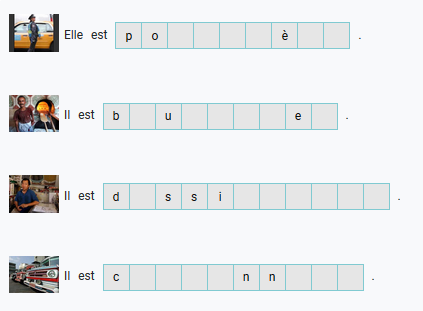 Elle est p o è .
Il est b u e .
Il est d s s i .
Il est c n n .